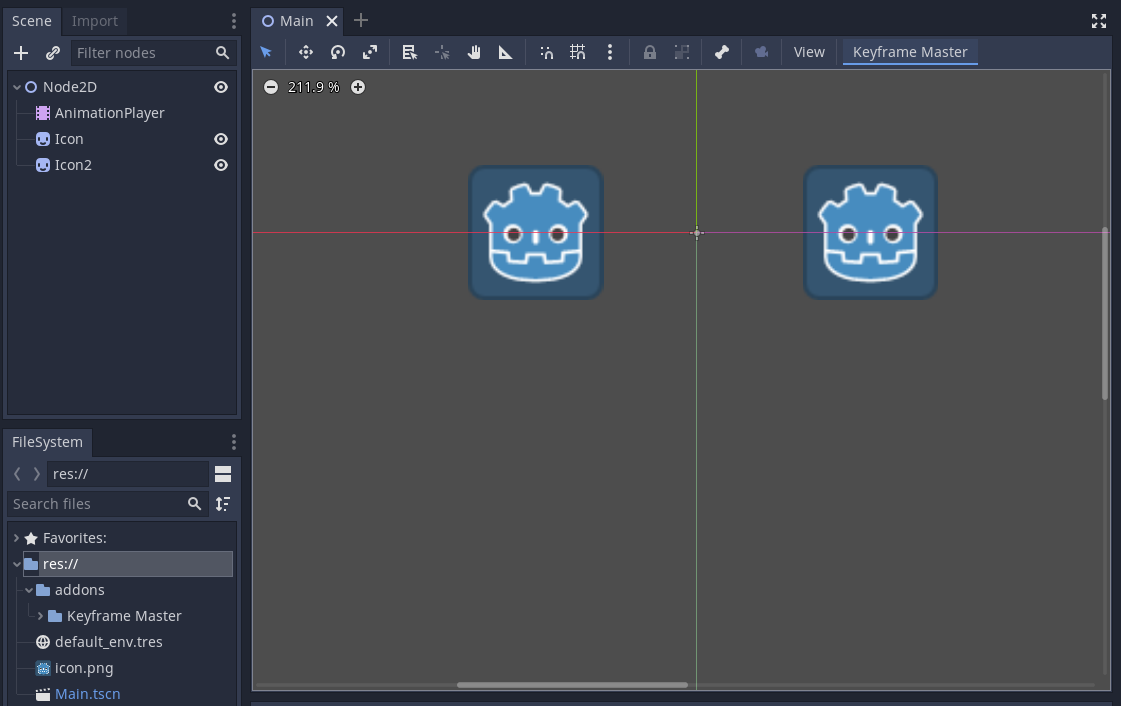 Scene Import
Filter nodes
Node2D
AnimationPlayer
Icon
Icon2
FileSystem
res://
Search files
Favorites:
res://
addons
Keyframe Master
default_env.tres
icon.png
Main.tscn
Main
View Keyframe Master
211.9 %